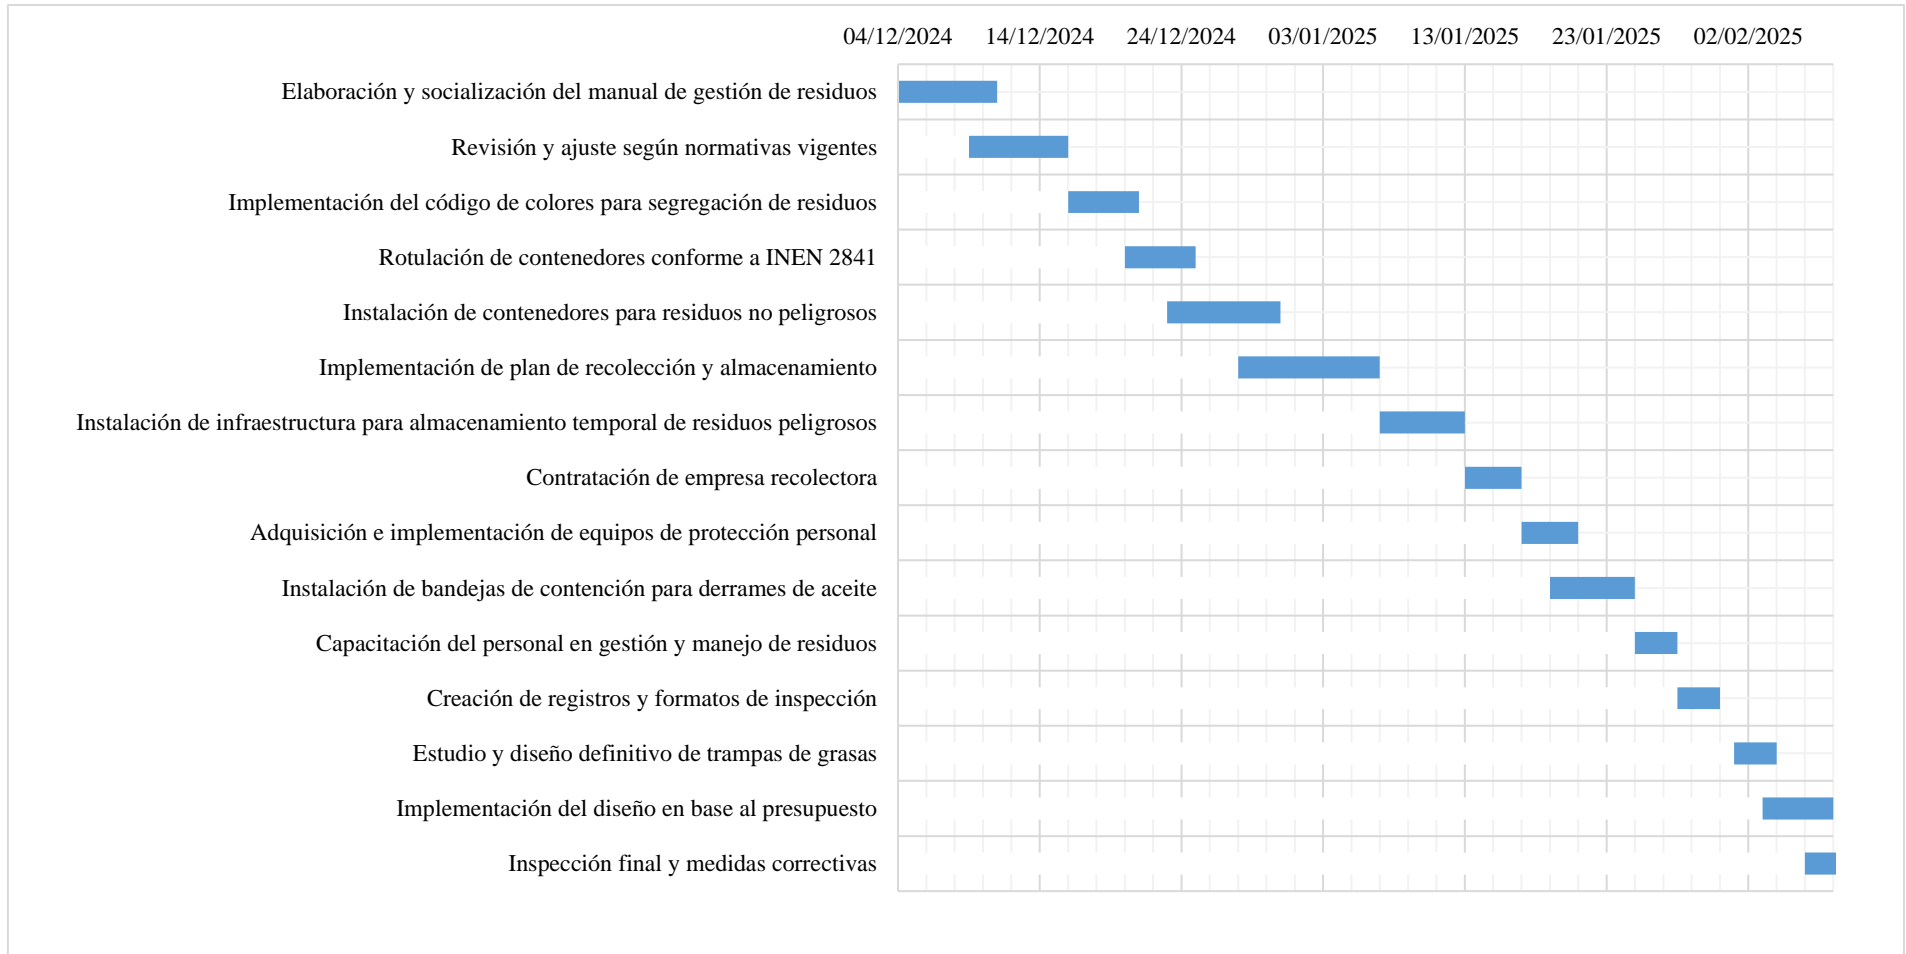 04/12/2024 14/12/2024 24/12/2024 03/01/2025 13/01/2025 23/01/2025 02/02/2025
Elaboración y socialización del manual de gestión de residuos
Revisión y ajuste según normativas vigentes
Implementación del código de colores para segregación de residuos
Rotulación de contenedores conforme a INEN 2841
Instalación de contenedores para residuos no peligrosos
Implementación de plan de recolección y almacenamiento
Instalación de infraestructura para almacenamiento temporal de residuos peligrosos
Contratación de empresa recolectora
Adquisición e implementación de equipos de protección personal
Instalación de bandejas de contención para derrames de aceite
Capacitación del personal en gestión y manejo de residuos
Creación de registros y formatos de inspección
Estudio y diseño definitivo de trampas de grasas
Implementación del diseño en base al presupuesto
Inspección final y medidas correctivas